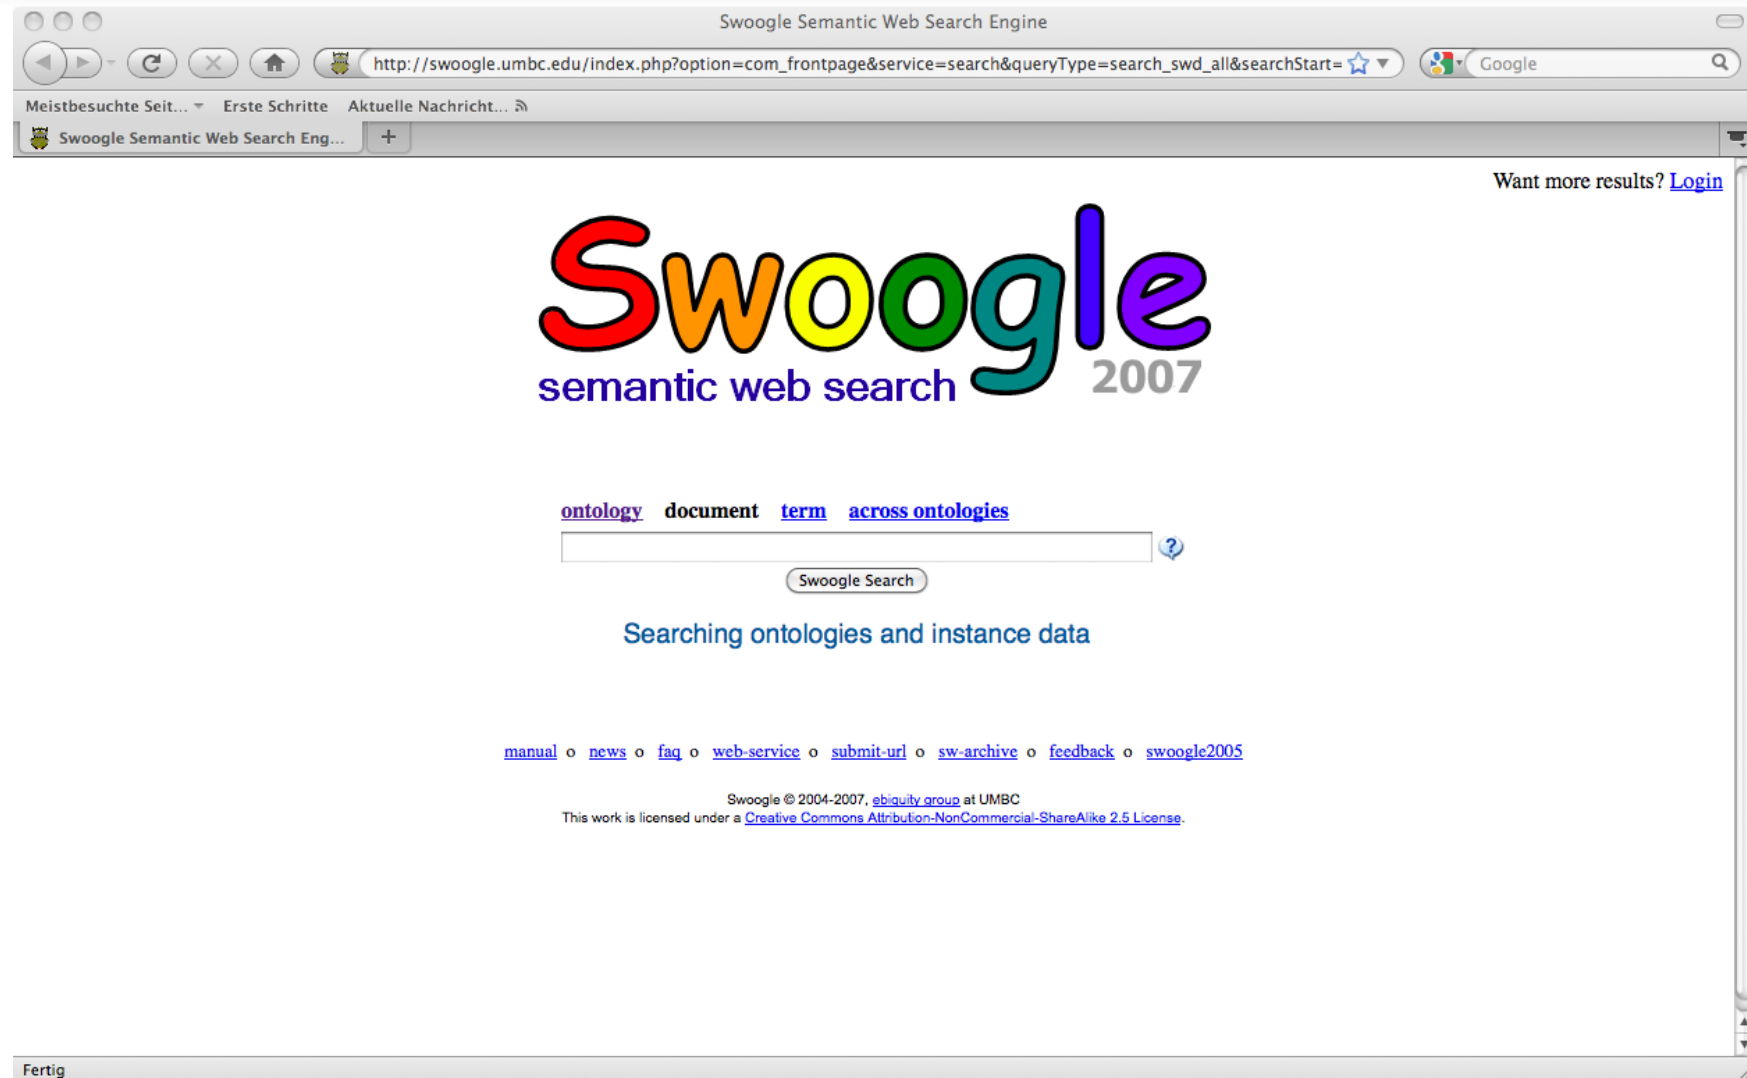 Swoogle Semantic Web Search Engine
http://swoogle.umbc.edu/index.php?option=com_frontpage&service=search&queryType=search_swd_all&searchStart= Google
Meistbesuchte Seit... Erste Schritte Aktuelle Nachricht...
Swoogle Semantic Web Search Eng... +
Want more results? Login
Swoogle
semantic web search 2007
ontology document term across ontologies
?
Swoogle Search
Searching ontologies and instance data
manual o news o faq o web-service o submit-url o sw-archive o feedback o swoogle2005
Swoogle © 2004-2007, ebiquity group at UMBC
This work is licensed under a Creative Commons Attribution-NonCommercial-ShareAlike 2.5 License.
Fertig